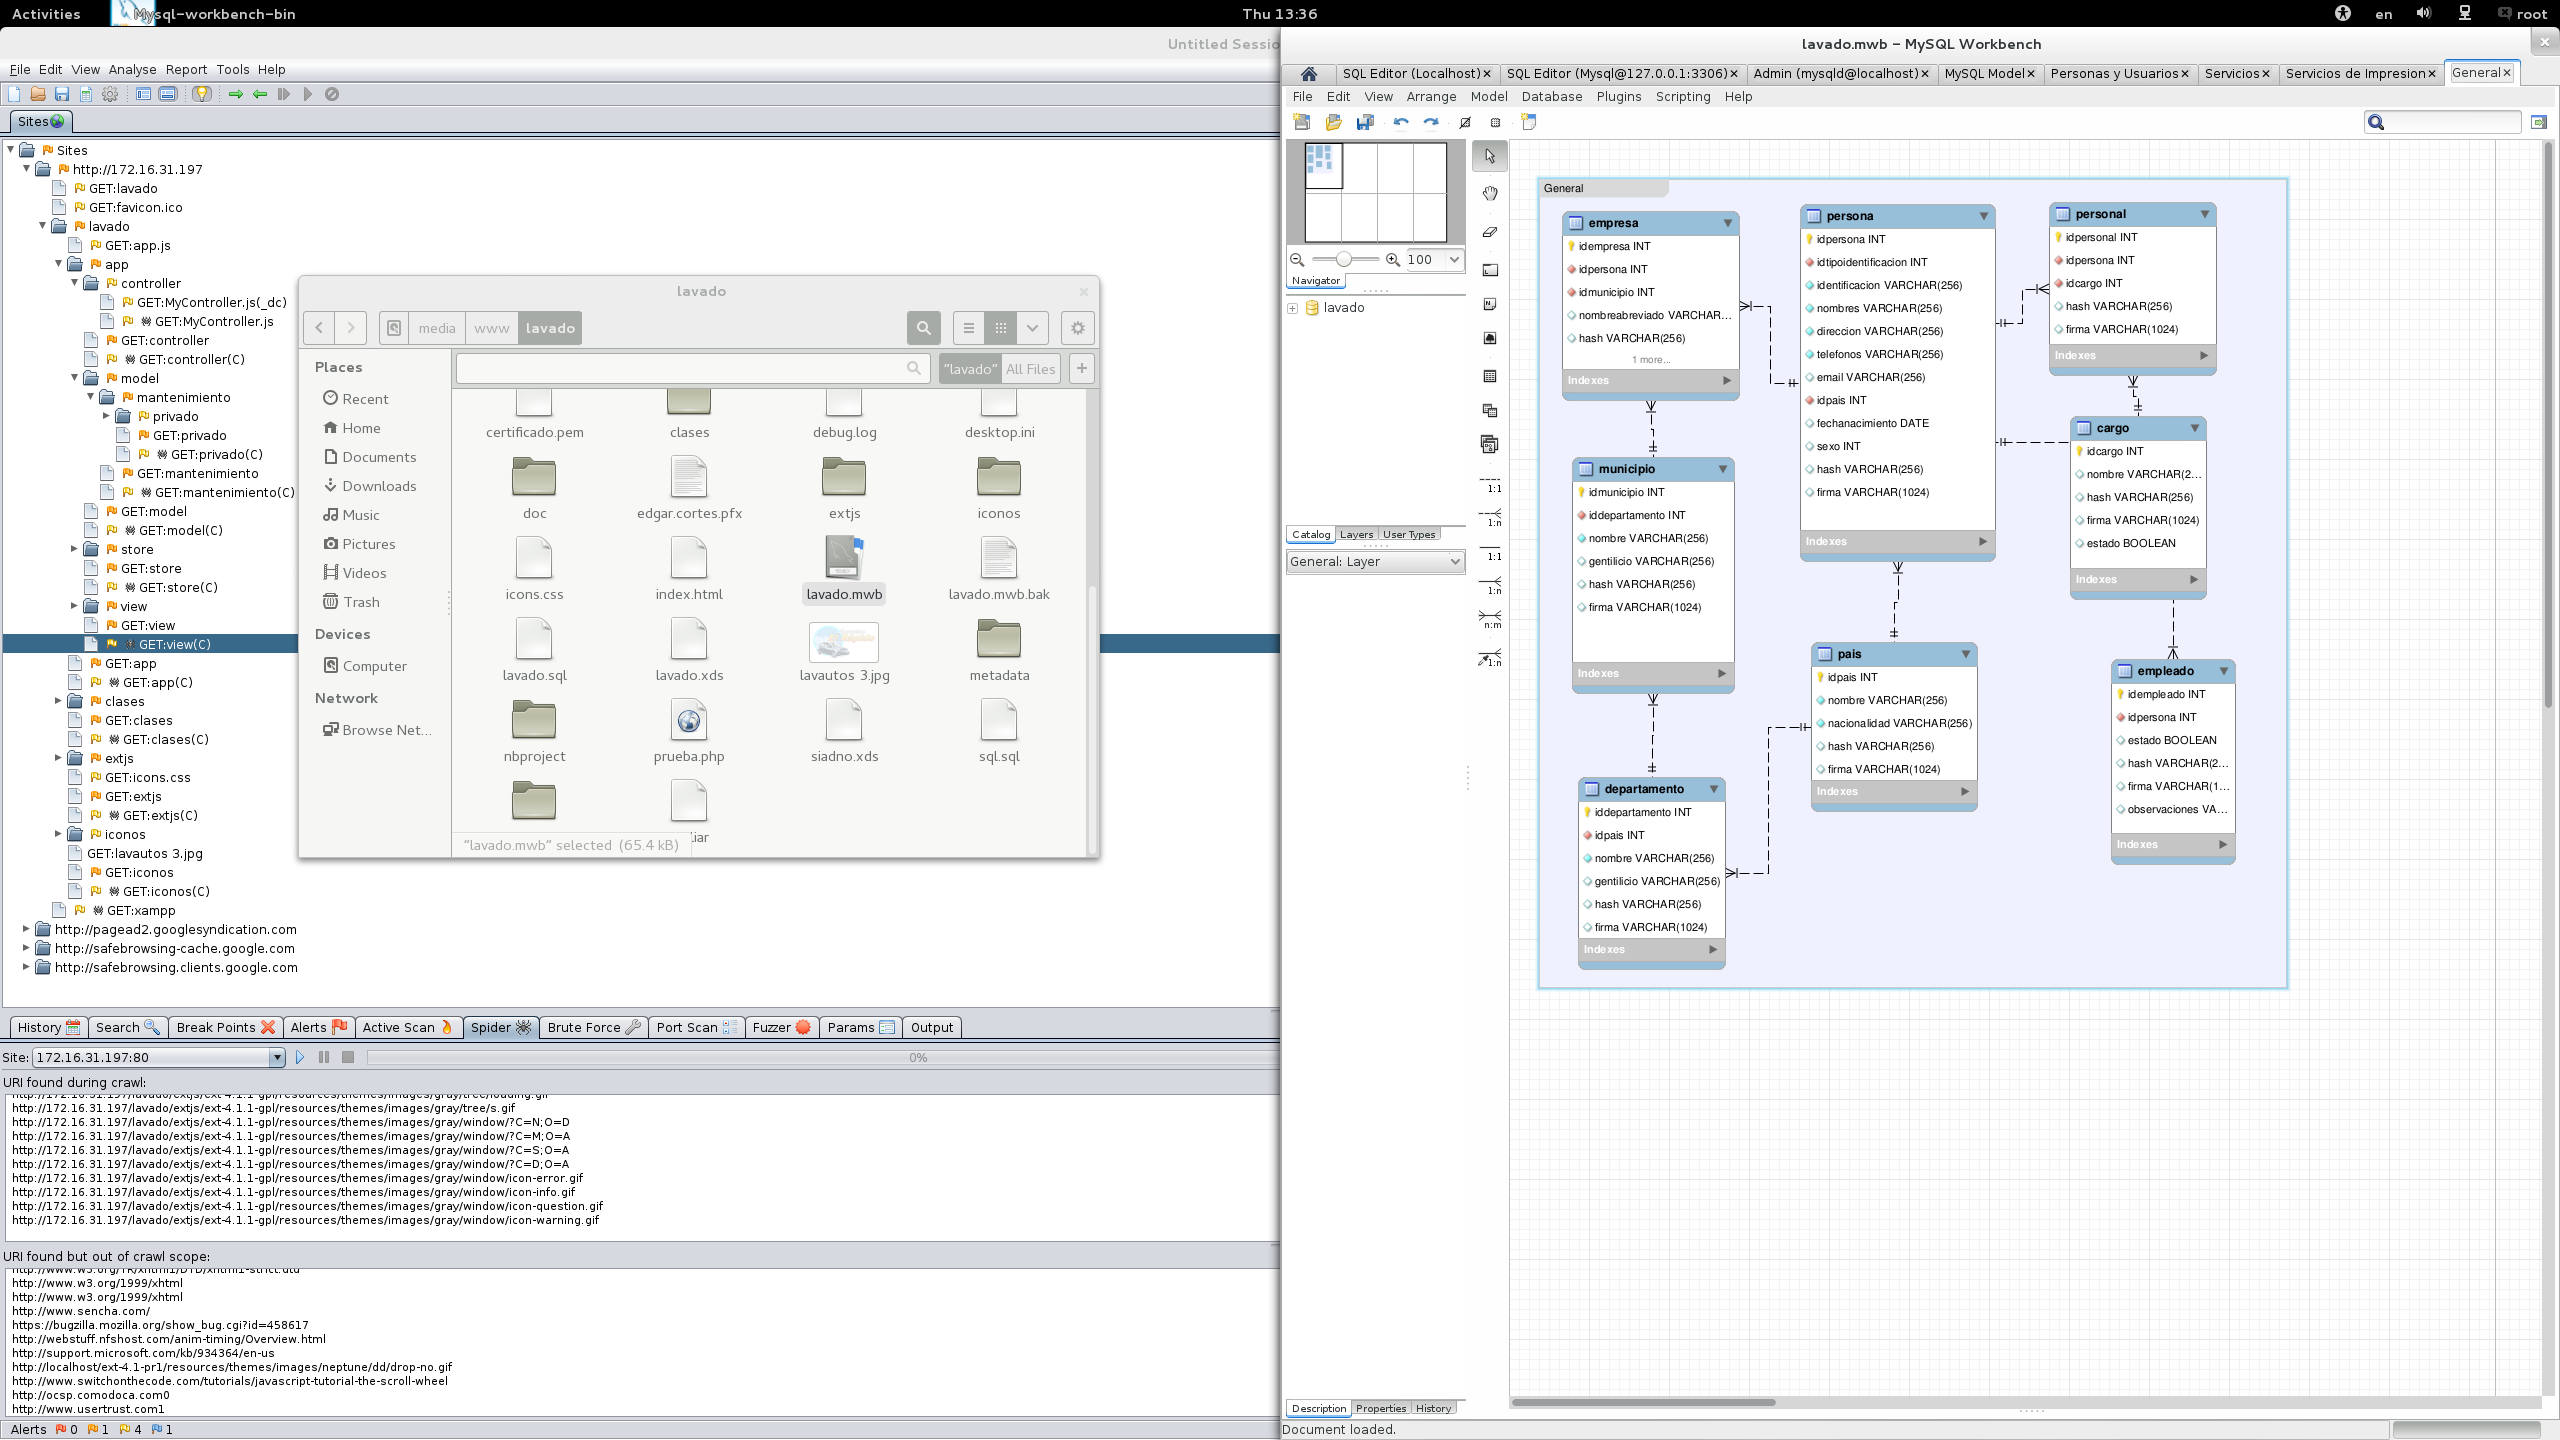 Activities
Mysql-workbench-bin
Thu 13:36
en
root
File Edit View Analyse Report Tools Help
Sites
Sites
http://172.16.31.197
GET:lavado
GET:favicon.ico
lavado
GET:app.js
app
controller
GET:MyController.js(_dc)
GET:MyController.js
GET:controller
GET:controller(C)
model
mantenimiento
privado
GET:privado
GET:privado(C)
GET:mantenimiento
GET:mantenimiento(C)
GET:model
GET:model(C)
store
GET:store
GET:store(C)
view
GET:view
GET:view(C)
GET:app
GET:app(C)
clases
GET:clases
GET:clases(C)
extjs
GET:icons.css
GET:extjs
GET:extjs(C)
iconos
GET:lavautos 3.jpg
GET:iconos
GET:iconos(C)
GET:xampp
http://pagead2.googlesyndication.com
http://safebrowsing-cache.google.com
http://safebrowsing.clients.google.com
lavado
media www lavado
"lavado" All Files
Places
Recent
Home
Documents
Downloads
Music
Pictures
Videos
Trash
Devices
Computer
Network
Browse Net...
certificado.pem clases debug.log desktop.ini
doc edgar.cortes.pfx extjs iconos
icons.css index.html lavado.mwb lavado.mwb.bak
lavado.sql lavado.xds lavautos 3.jpg metadata
nbproject prueba.php siadno.xds sql.sql
"lavado.mwb" selected (65.4 kB)
History Search Break Points Alerts Active Scan Spider Brute Force Port Scan Fuzzer Params Output
Site: 172.16.31.197:80
0%
URI found during crawl:
http://172.16.31.197/lavado/extjs/ext-4.1.1-gpl/resources/themes/images/gray/tree/loading.gif
http://172.16.31.197/lavado/extjs/ext-4.1.1-gpl/resources/themes/images/gray/tree/s.gif
http://172.16.31.197/lavado/extjs/ext-4.1.1-gpl/resources/themes/images/gray/window/?C=N;O=D
http://172.16.31.197/lavado/extjs/ext-4.1.1-gpl/resources/themes/images/gray/window/?C=M;O=A
http://172.16.31.197/lavado/extjs/ext-4.1.1-gpl/resources/themes/images/gray/window/?C=S;O=A
http://172.16.31.197/lavado/extjs/ext-4.1.1-gpl/resources/themes/images/gray/window/?C=D;O=A
http://172.16.31.197/lavado/extjs/ext-4.1.1-gpl/resources/themes/images/gray/window/icon-error.gif
http://172.16.31.197/lavado/extjs/ext-4.1.1-gpl/resources/themes/images/gray/window/icon-info.gif
http://172.16.31.197/lavado/extjs/ext-4.1.1-gpl/resources/themes/images/gray/window/icon-question.gif
http://172.16.31.197/lavado/extjs/ext-4.1.1-gpl/resources/themes/images/gray/window/icon-warning.gif
URI found but out of crawl scope:
http://www.w3.org/TR/xhtml1/DTD/xhtml1-strict.dtd
http://www.w3.org/1999/xhtml
http://www.w3.org/1999/xhtml
http://www.sencha.com/
https://bugzilla.mozilla.org/show_bug.cgi?id=458617
http://webstuff.nfshost.com/anim-timing/Overview.html
http://support.microsoft.com/kb/934364/en-us
http://localhost/ext-4.1-pr1/resources/themes/images/neptune/dd/drop-no.gif
http://www.switchonthecode.com/tutorials/javascript-tutorial-the-scroll-wheel
http://ocsp.comodoca.com0
http://www.usertrust.com1
Alerts 0 1 4 1
Untitled Sessio
lavado.mwb - MySQL Workbench
SQL Editor (Localhost) SQL Editor (Mysql@127.0.0.1:3306) Admin (mysqld@localhost) MySQL Model Personas y Usuarios Servicios Servicios de Impresion General
File Edit View Arrange Model Database Plugins Scripting Help
100
Navigator
lavado
Catalog Layers User Types
General: Layer
1:1
1:n
1:1
1:n
n:m
1:n
Description Properties History
Document loaded.
General
empresa
idempresa INT
idpersona INT
idmunicipio INT
nombreabreviado VARCHAR...
hash VARCHAR(256)
1 more...
Indexes
municipio
idmunicipio INT
iddepartamento INT
nombre VARCHAR(256)
gentilicio VARCHAR(256)
hash VARCHAR(256)
firma VARCHAR(1024)
Indexes
departamento
iddepartamento INT
idpais INT
nombre VARCHAR(256)
gentilicio VARCHAR(256)
hash VARCHAR(256)
firma VARCHAR(1024)
Indexes
persona
idpersona INT
idtipoidentificacion INT
identificacion VARCHAR(256)
nombres VARCHAR(256)
direccion VARCHAR(256)
telefonos VARCHAR(256)
email VARCHAR(256)
idpais INT
fechanacimiento DATE
sexo INT
hash VARCHAR(256)
firma VARCHAR(1024)
Indexes
pais
idpais INT
nombre VARCHAR(256)
nacionalidad VARCHAR(256)
hash VARCHAR(256)
firma VARCHAR(1024)
Indexes
personal
idpersonal INT
idpersona INT
idcargo INT
hash VARCHAR(256)
firma VARCHAR(1024)
Indexes
cargo
idcargo INT
nombre VARCHAR(2...
hash VARCHAR(256)
firma VARCHAR(1024)
estado BOOLEAN
Indexes
empleado
idempleado INT
idpersona INT
estado BOOLEAN
hash VARCHAR(2...
firma VARCHAR(1...
observaciones VA...
Indexes